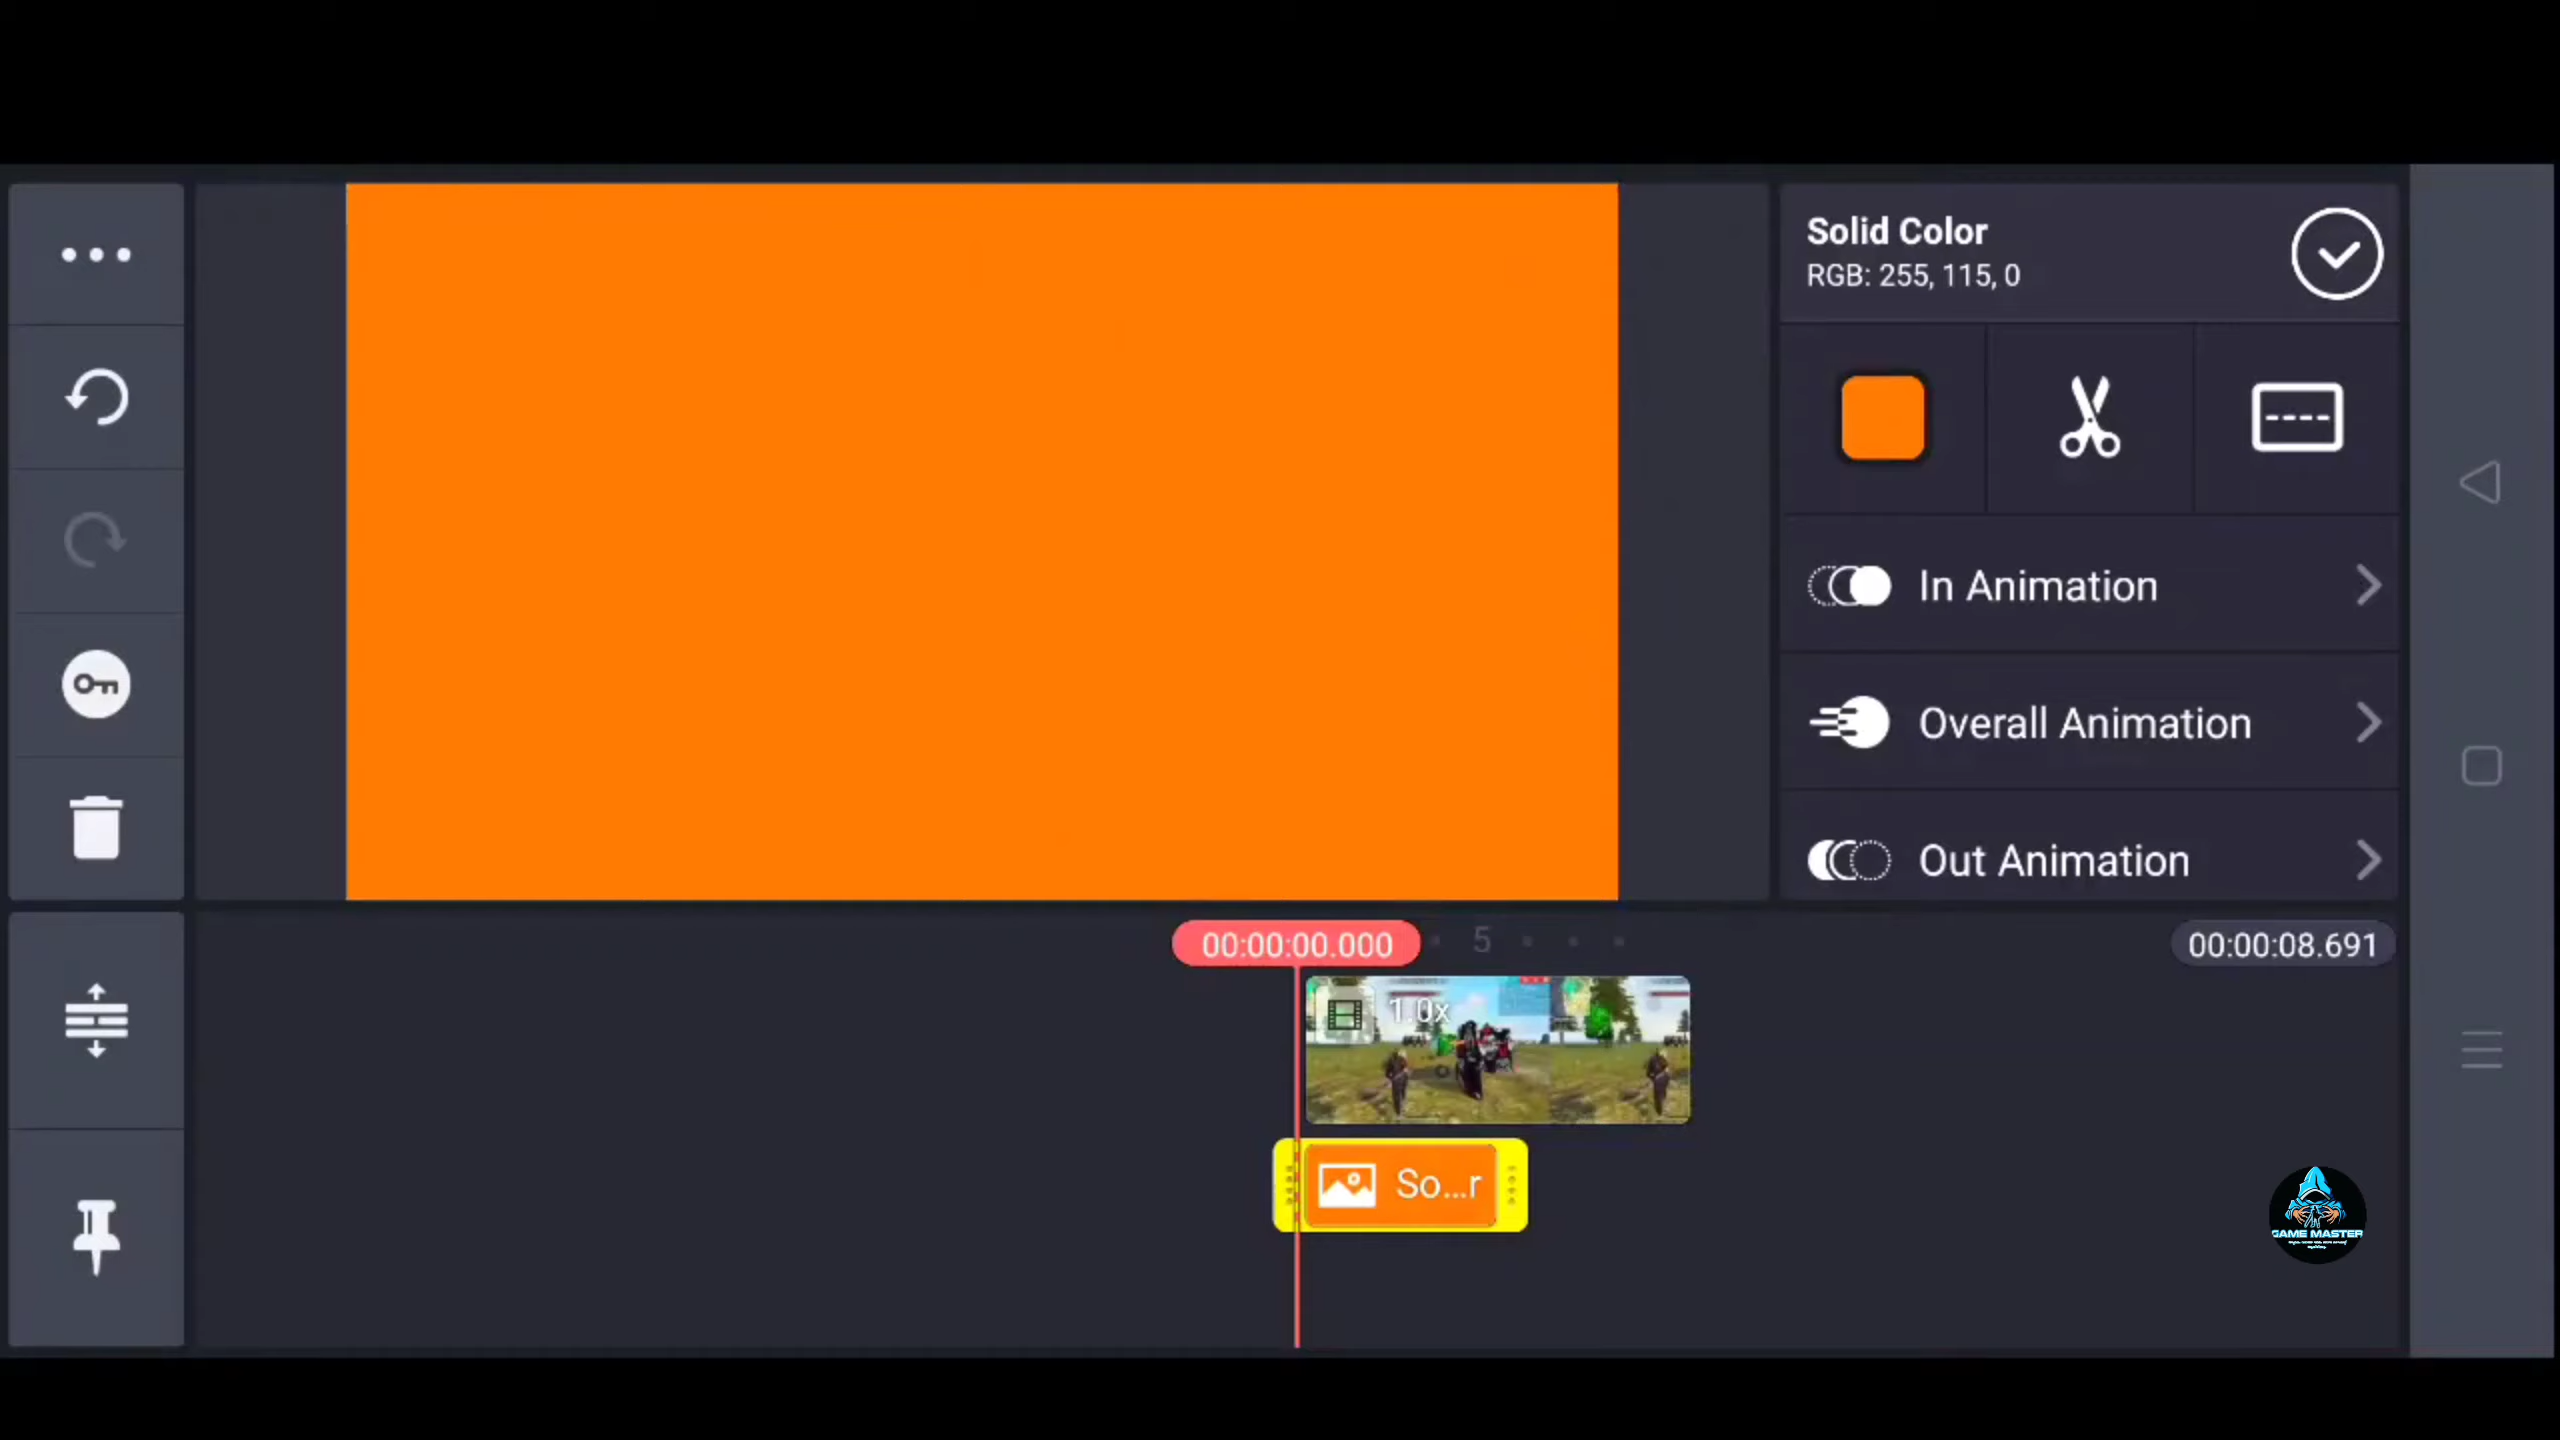 Solid Color
RGB: 255, 115, 0
In Animation
Overall Animation
Out Animation
00:00:00.000
5
00:00:08.691
1.0x
So...r
GAME MASTER